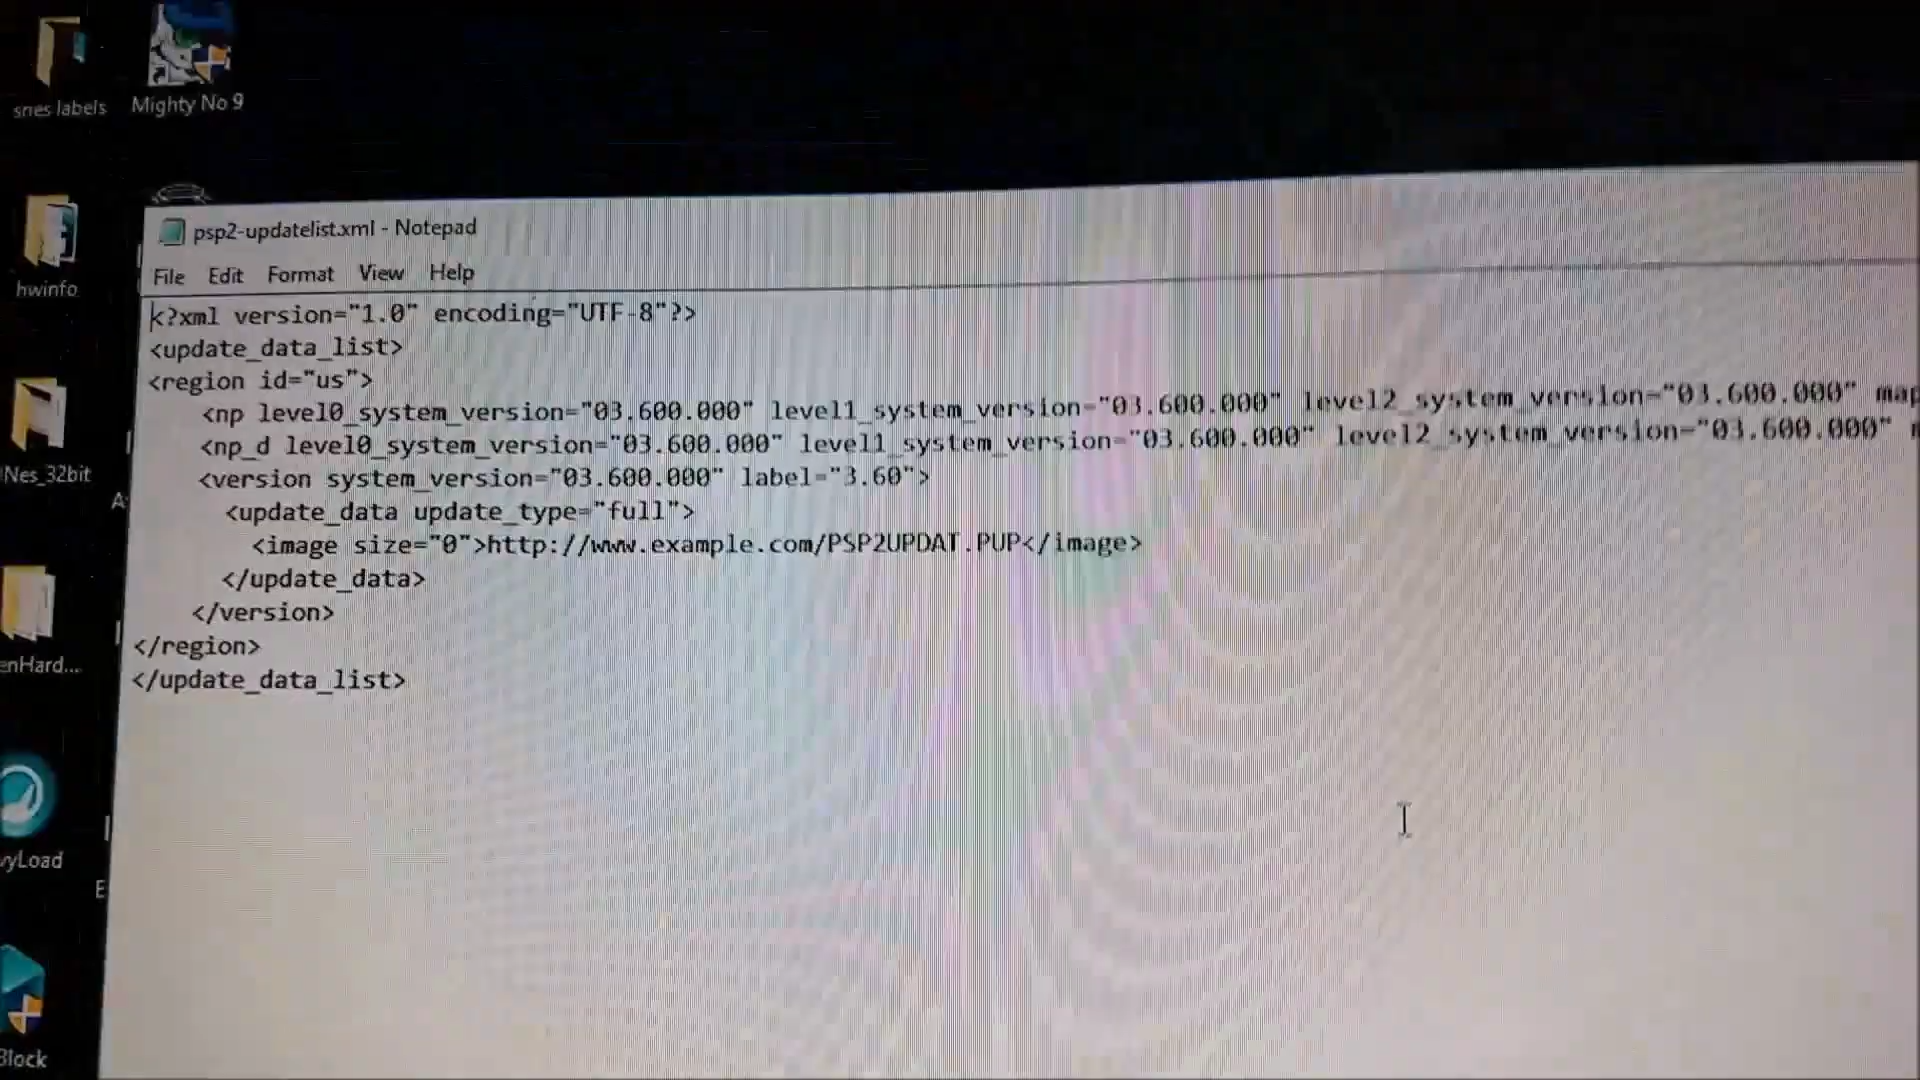 snes labels
Mighty No 9
hwinfo
Nes_32bit
enHard...
yLoad
Block
psp2-updatelist.xml - Notepad
File Edit Format View Help
<?xml version="1.0" encoding="UTF-8"?>
<update_data_list>
<region id="us">
<np level0_system_version="03.600.000" level1_system_version="03.600.000" level2_system_version="03.600.000" map
<np_d level0_system_version="03.600.000" level1_system_version="03.600.000" level2_system_version="03.600.000"
<version system_version="03.600.000" label="3.60">
<update_data update_type="full">
<image size="0">http://www.example.com/PSP2UPDAT.PUP</image>
</update_data>
</version>
</region>
</update_data_list>